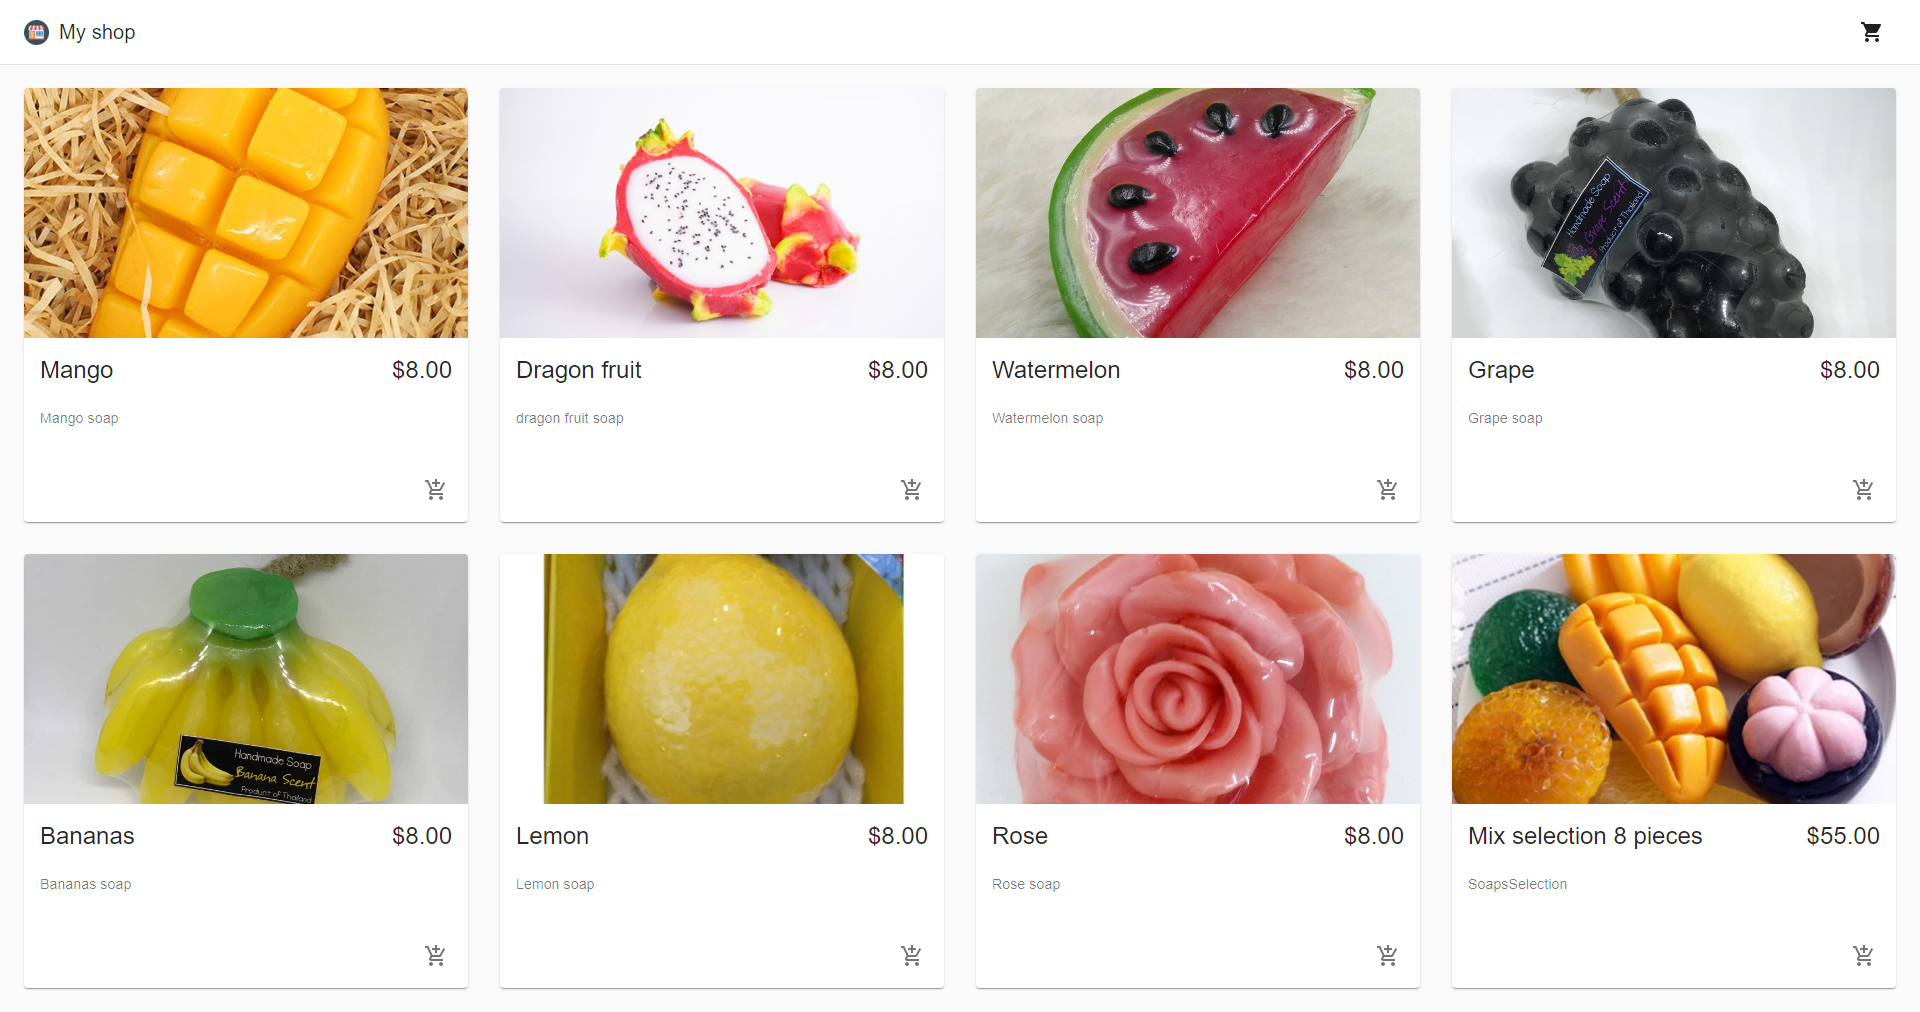 My shop
Handmade Soap
Grape Scent
Product of Thailand
Mango $8.00
Mango soap
Dragon fruit $8.00
dragon fruit soap
Watermelon $8.00
Watermelon soap
Grape $8.00
Grape soap
Handmade Soap
Banana Scent
Product of Thailand
Bananas $8.00
Bananas soap
Lemon $8.00
Lemon soap
Rose $8.00
Rose soap
Mix selection 8 pieces $55.00
SoapsSelection